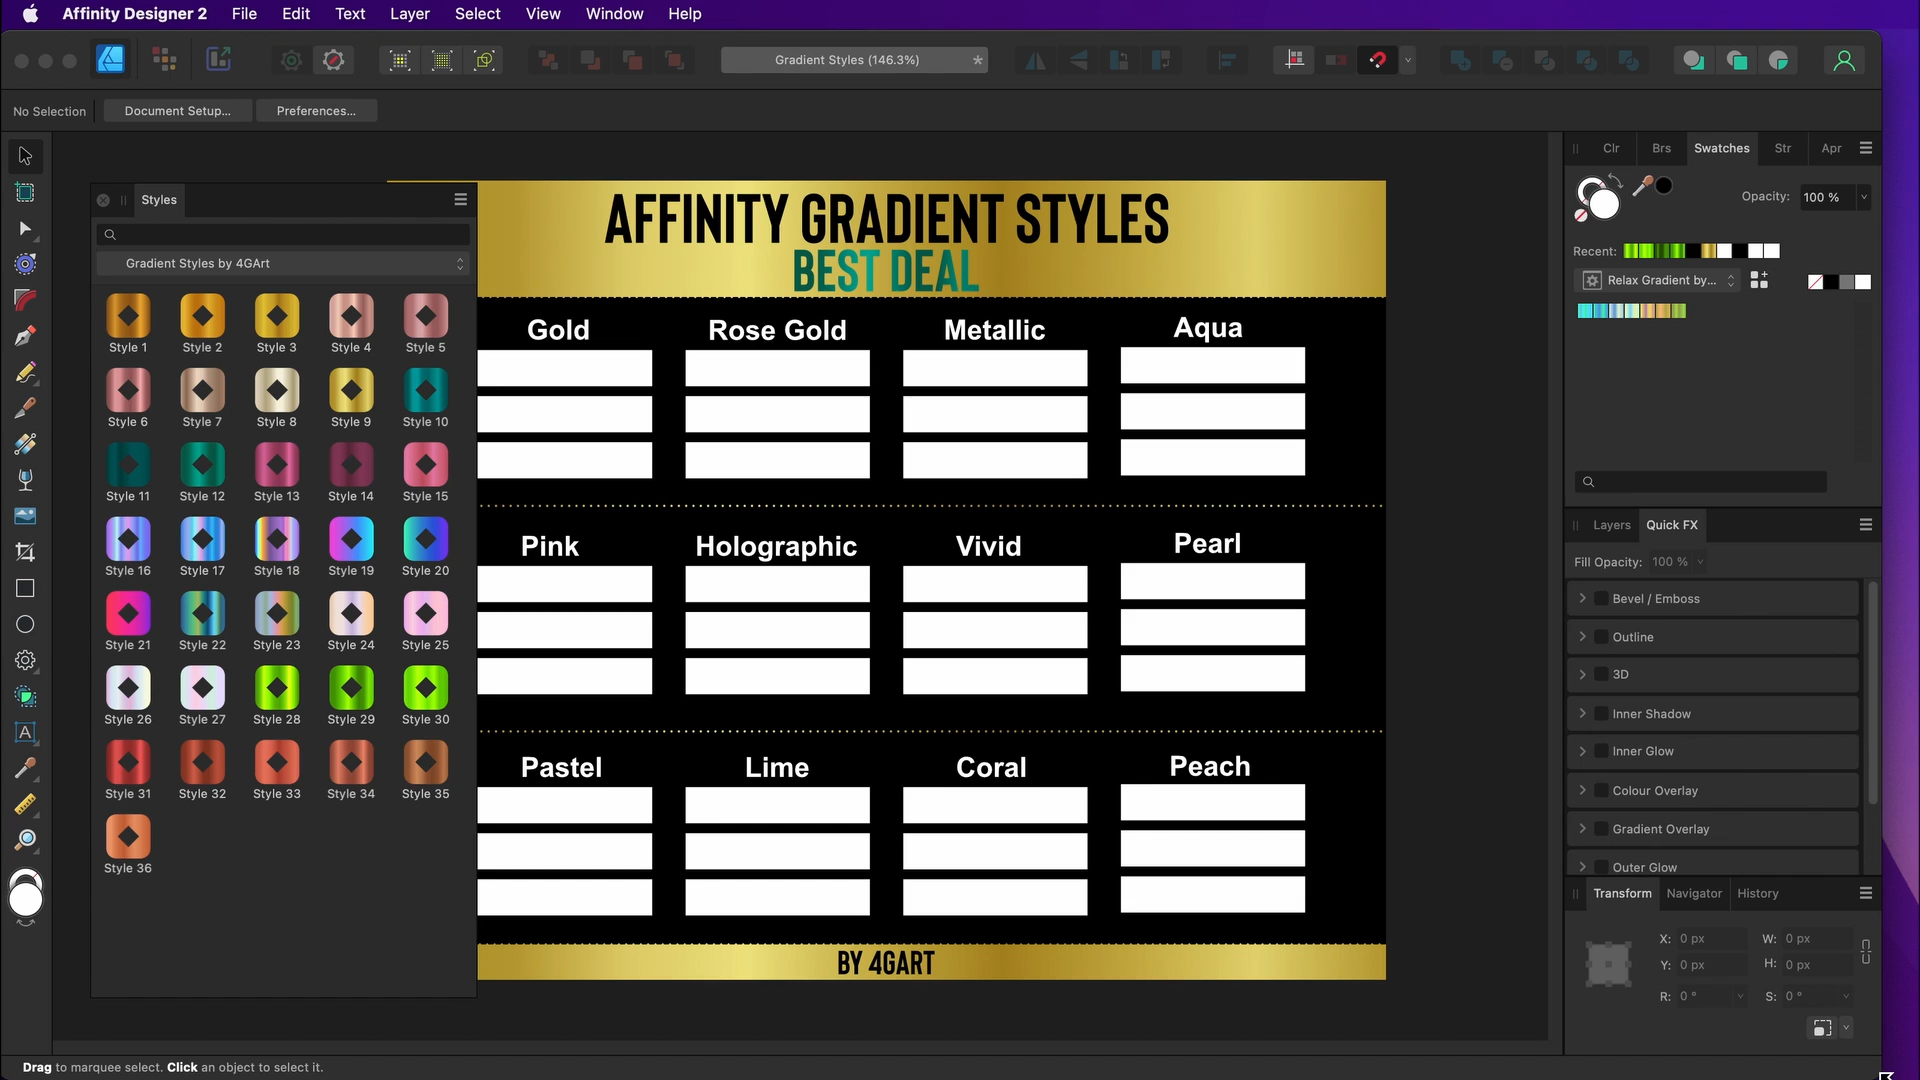 Affinity Designer 2 File Edit Text Layer Select View Window Help
Gradient Styles (146.3%) *
No Selection Document Setup... Preferences...
Styles
Gradient Styles by 4GArt
Style 1 Style 2 Style 3 Style 4 Style 5
Style 6 Style 7 Style 8 Style 9 Style 10
Style 11 Style 12 Style 13 Style 14 Style 15
Style 16 Style 17 Style 18 Style 19 Style 20
Style 21 Style 22 Style 23 Style 24 Style 25
Style 26 Style 27 Style 28 Style 29 Style 30
Style 31 Style 32 Style 33 Style 34 Style 35
Style 36
AFFINITY GRADIENT STYLES
BEST DEAL
Gold Rose Gold Metallic Aqua
Pink Holographic Vivid Pearl
Pastel Lime Coral Peach
BY 4GART
Clr Brs Swatches Str Apr
Opacity: 100 %
Recent:
Relax Gradient by...
Layers Quick FX
Fill Opacity: 100 %
Bevel / Emboss
Outline
3D
Inner Shadow
Inner Glow
Colour Overlay
Gradient Overlay
Outer Glow
Transform Navigator History
X: 0 px W: 0 px
Y: 0 px H: 0 px
R: 0 ° S: 0 °
Drag to marquee select. Click an object to select it.